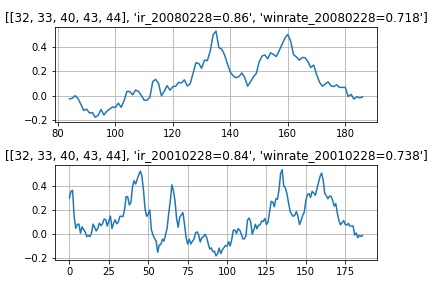 [[32, 33, 40, 43, 44], 'ir_20080228=0.86', 'winrate_20080228=0.718']
0.4
0.2
0.0
−0.2
80 100 120 140 160 180
[[32, 33, 40, 43, 44], 'ir_20010228=0.84', 'winrate_20010228=0.738']
0.4
0.2
0.0
−0.2
0 25 50 75 100 125 150 175